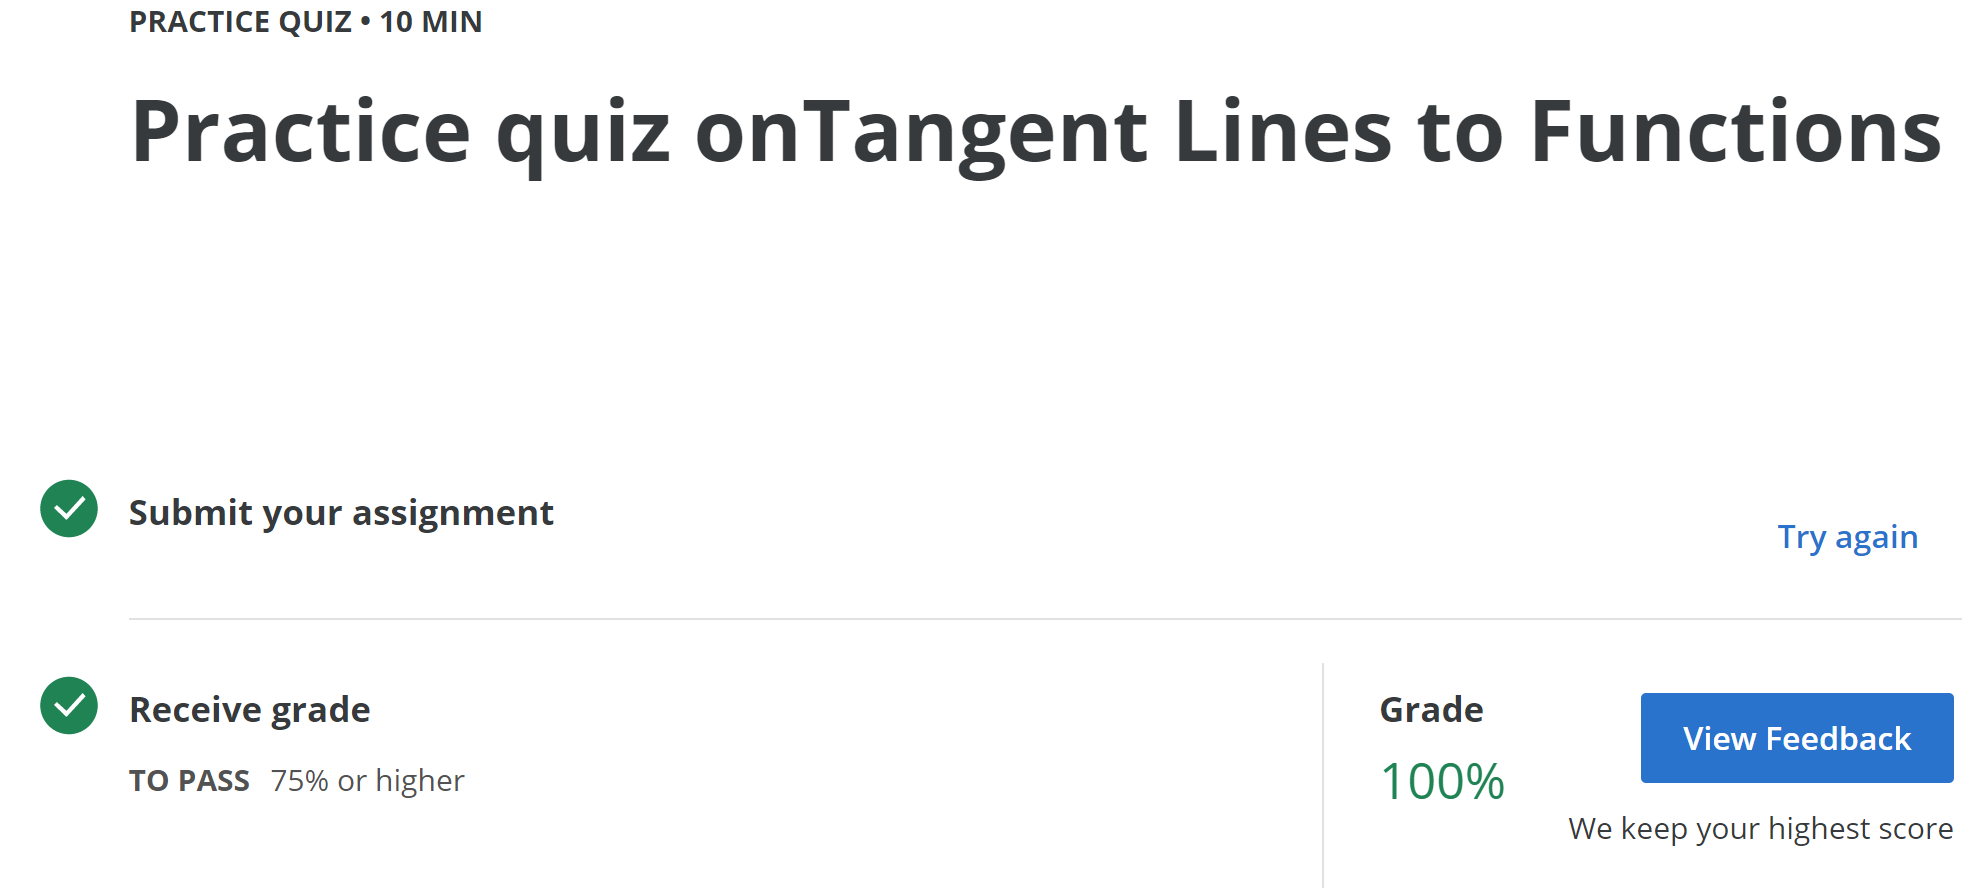 PRACTICE QUIZ • 10 MIN
Practice quiz onTangent Lines to Functions
Submit your assignment
Try again
Receive grade
TO PASS 75% or higher
Grade
100%
View Feedback
We keep your highest score